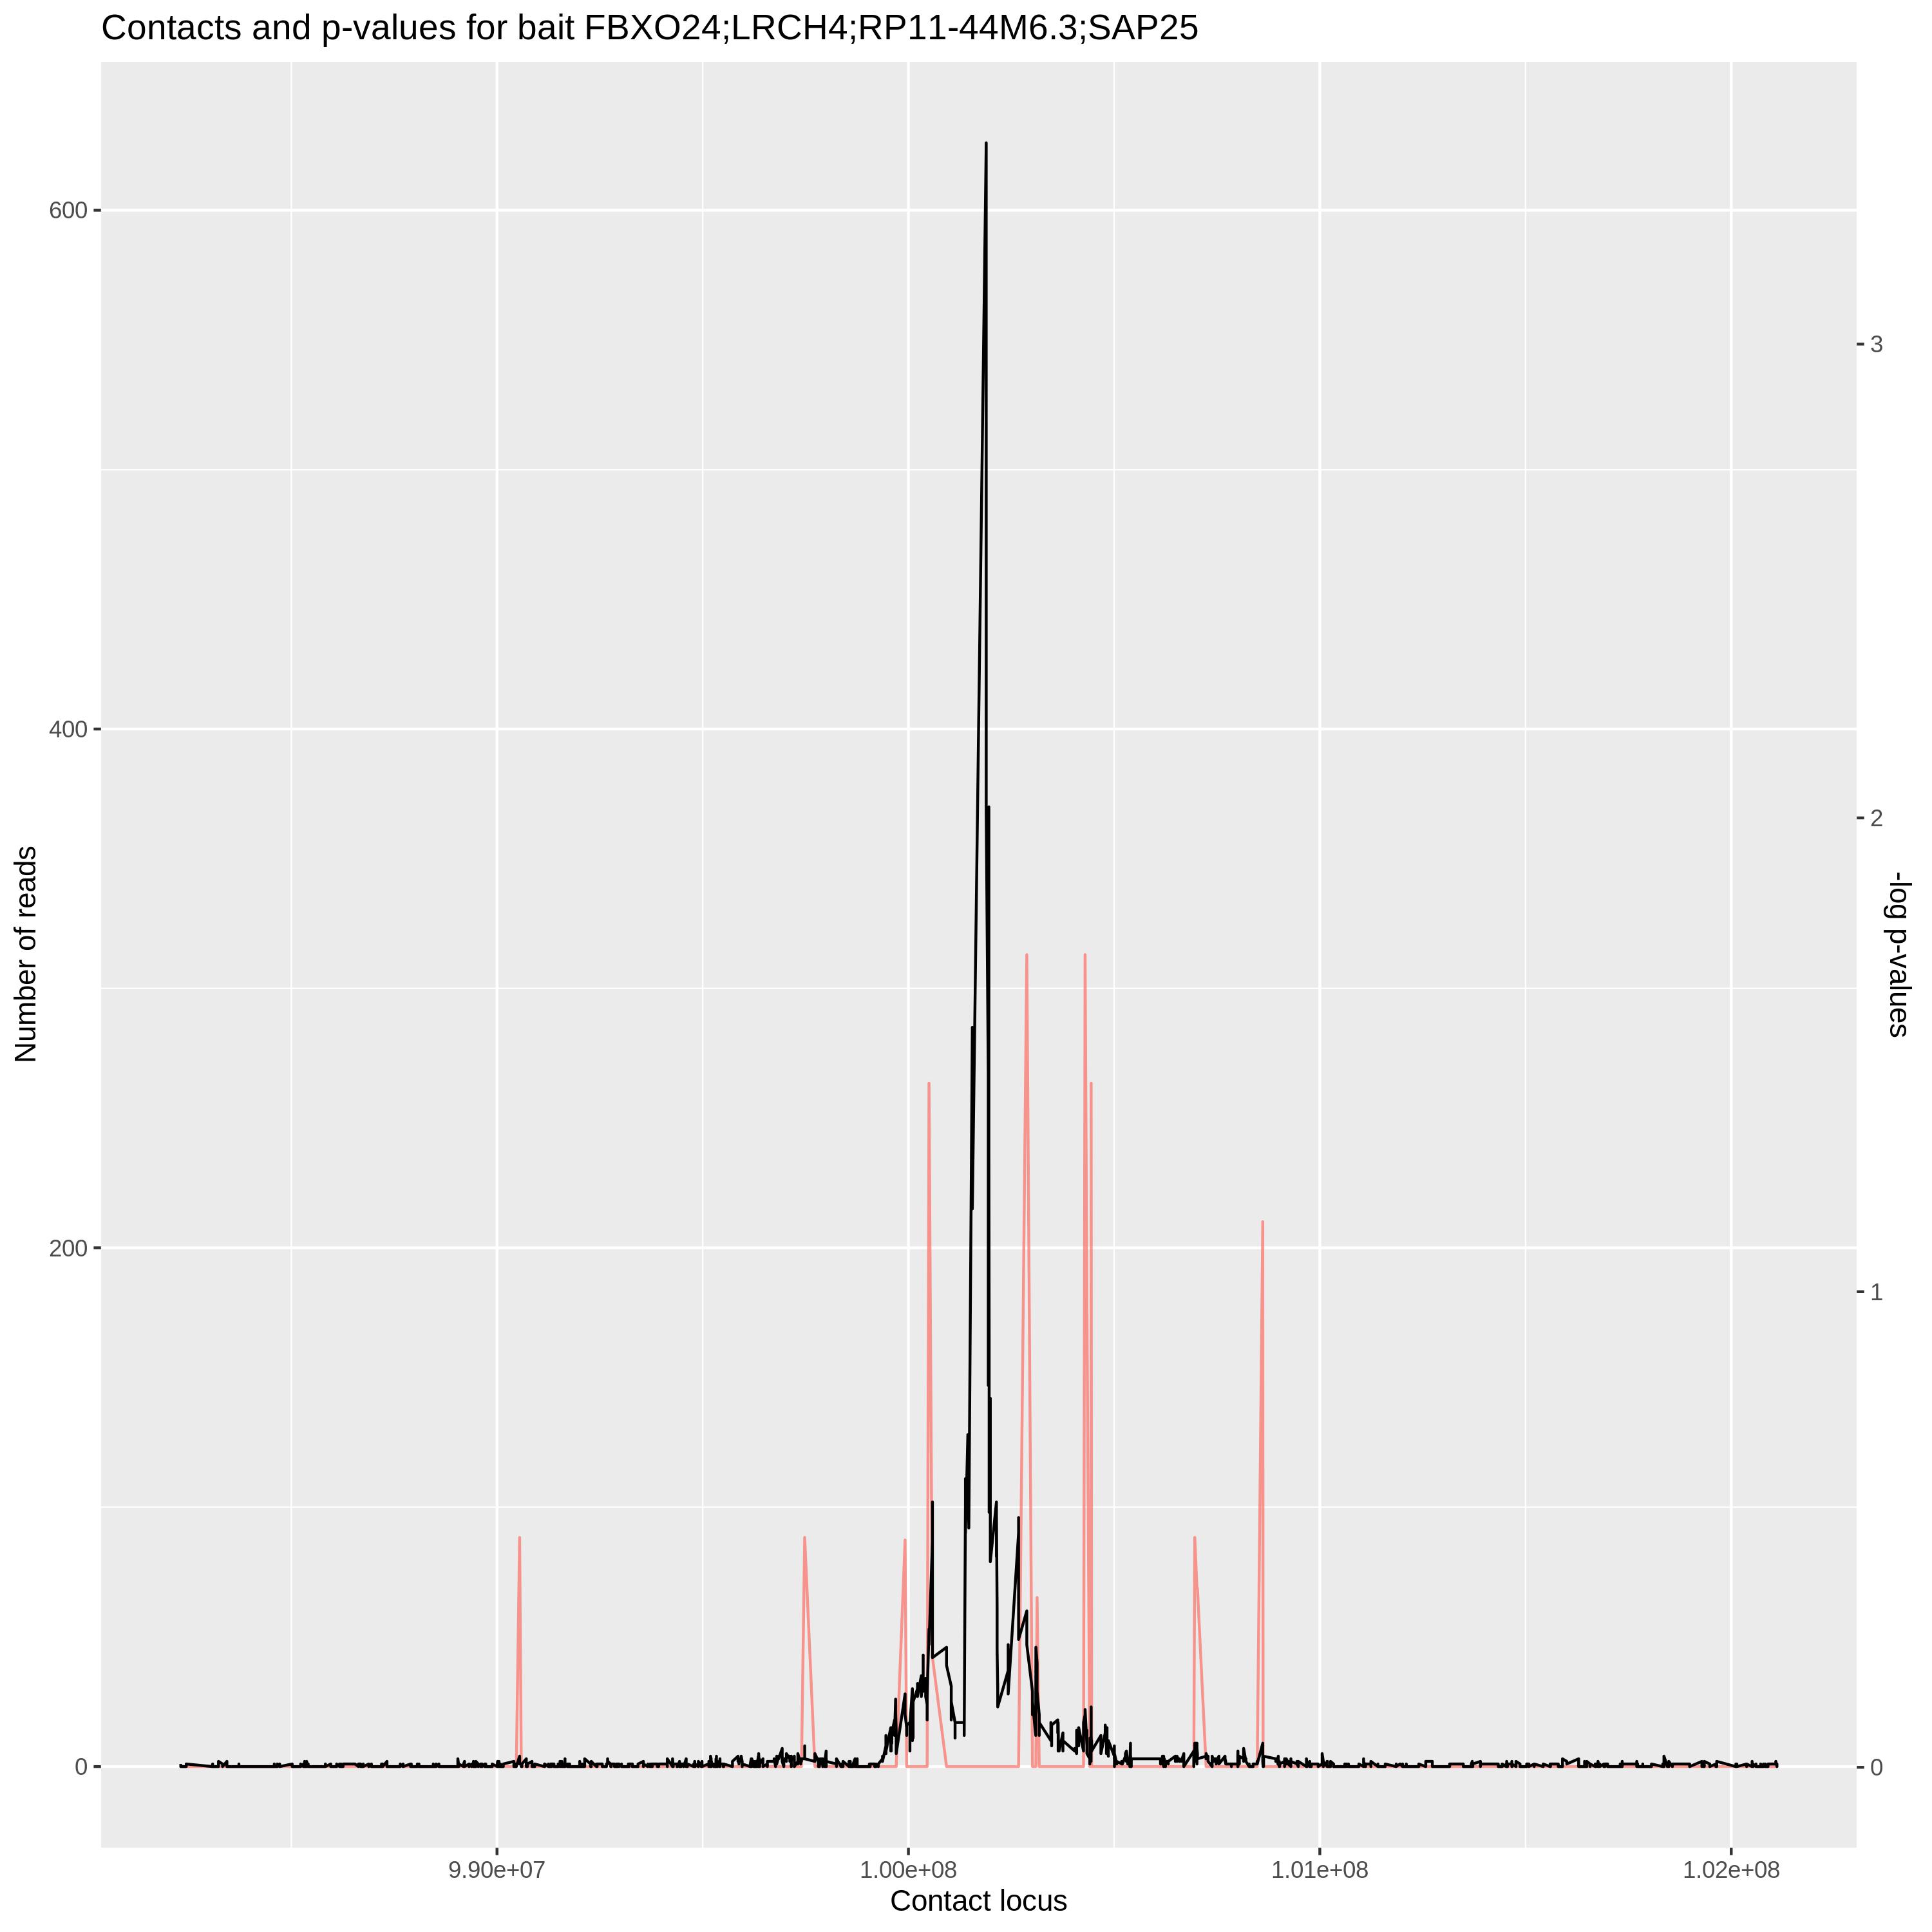 Contacts and p-values for bait FBXO24;LRCH4;RP11-44M6.3;SAP25
600
400
200
0
Number of reads
3
2
1
0
-log p-values
9.90e+07
1.00e+08
1.01e+08
1.02e+08
Contact locus